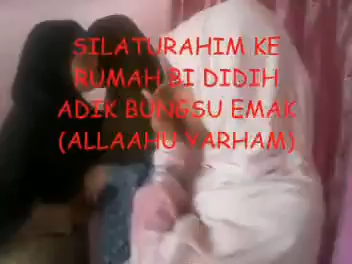 SILATURAHIM KE
RUMAH BI DIDIH
ADIK BUNGSU EMAK
(ALLAAHU YARHAM)